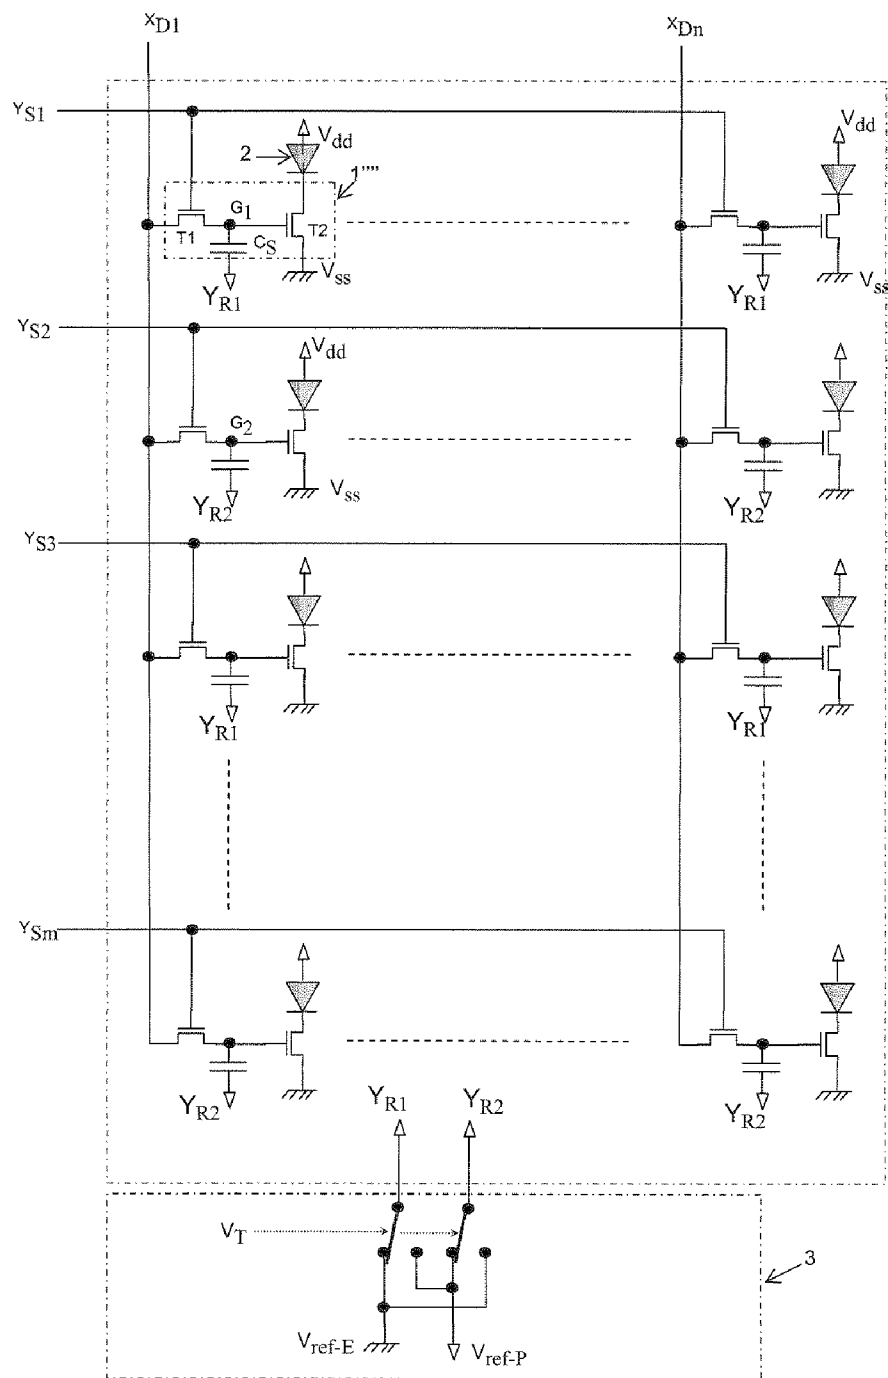 XD1 XDn
YS1
Vdd Vdd
2 1""
G1
T1 T2
CS
Vss Vss
YR1 YR1
YS2
Vdd
G2
Vss
YR2 YR2
YS3
YR1 YR1
YSm
YR2 YR2
YR1 YR2
VT
3
Vref-E Vref-P